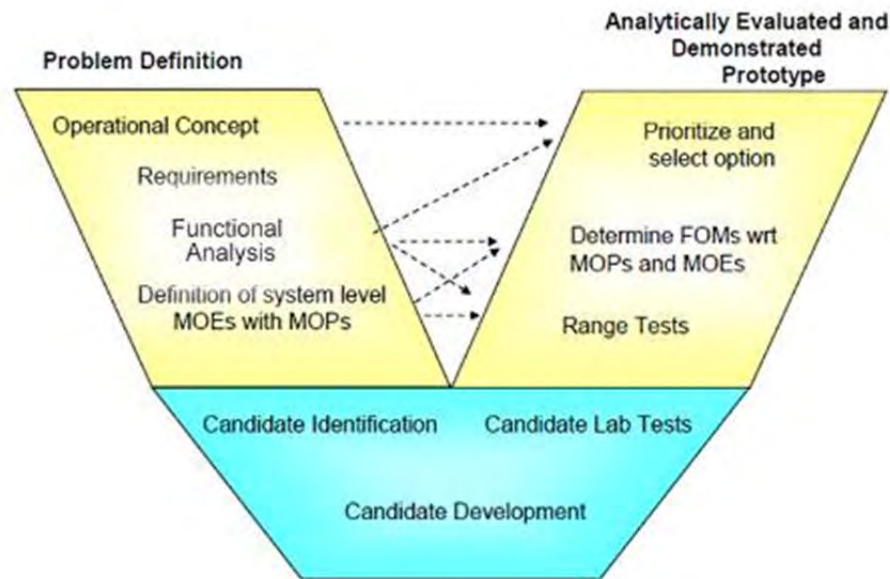 Problem Definition
Operational Concept
Requirements
Functional
Analysis
Definition of system level
MOEs with MOPs
Analytically Evaluated and
Demonstrated
Prototype
Prioritize and
select option
Determine FOMs wrt
MOPs and MOEs
Range Tests
Candidate Identification
Candidate Lab Tests
Candidate Development